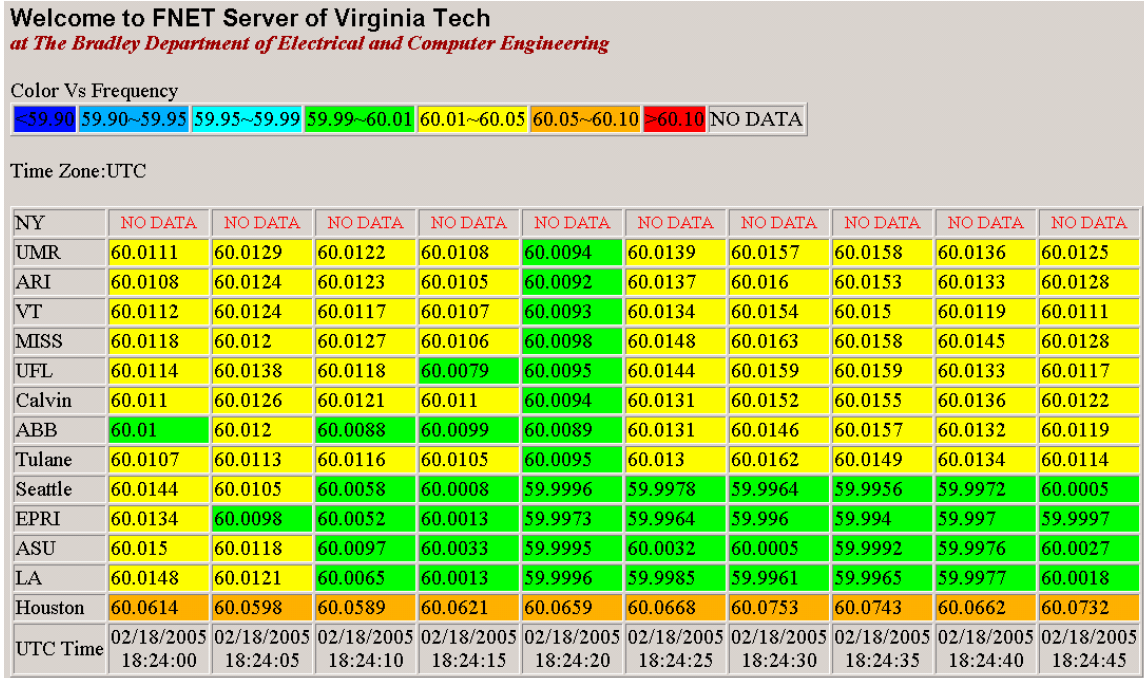 Welcome to FNET Server of Virginia Tech
at The Bradley Department of Electrical and Computer Engineering
Color Vs Frequency
<59.90 59.90~59.95 59.95~59.99 59.99~60.01 60.01~60.05 60.05~60.10 >60.10 NO DATA
Time Zone:UTC
NY NO DATA NO DATA NO DATA NO DATA NO DATA NO DATA NO DATA NO DATA NO DATA NO DATA
UMR 60.0111 60.0129 60.0122 60.0108 60.0094 60.0139 60.0157 60.0158 60.0136 60.0125
ARI 60.0108 60.0124 60.0123 60.0105 60.0092 60.0137 60.016 60.0153 60.0133 60.0128
VT 60.0112 60.0124 60.0117 60.0107 60.0093 60.0134 60.0154 60.015 60.0119 60.0111
MISS 60.0118 60.012 60.0127 60.0106 60.0098 60.0148 60.0163 60.0158 60.0145 60.0128
UFL 60.0114 60.0138 60.0118 60.0079 60.0095 60.0144 60.0159 60.0159 60.0133 60.0117
Calvin 60.011 60.0126 60.0121 60.011 60.0094 60.0131 60.0152 60.0155 60.0136 60.0122
ABB 60.01 60.012 60.0088 60.0099 60.0089 60.0131 60.0146 60.0157 60.0132 60.0119
Tulane 60.0107 60.0113 60.0116 60.0105 60.0095 60.013 60.0162 60.0149 60.0134 60.0114
Seattle 60.0144 60.0105 60.0058 60.0008 59.9996 59.9978 59.9964 59.9956 59.9972 60.0005
EPRI 60.0134 60.0098 60.0052 60.0013 59.9973 59.9964 59.996 59.994 59.997 59.9997
ASU 60.015 60.0118 60.0097 60.0033 59.9995 60.0032 60.0005 59.9992 59.9976 60.0027
LA 60.0148 60.0121 60.0065 60.0013 59.9996 59.9985 59.9961 59.9965 59.9977 60.0018
Houston 60.0614 60.0598 60.0589 60.0621 60.0659 60.0668 60.0753 60.0743 60.0662 60.0732
UTC Time 02/18/2005 02/18/2005 02/18/2005 02/18/2005 02/18/2005 02/18/2005 02/18/2005 02/18/2005 02/18/2005 02/18/2005
18:24:00 18:24:05 18:24:10 18:24:15 18:24:20 18:24:25 18:24:30 18:24:35 18:24:40 18:24:45